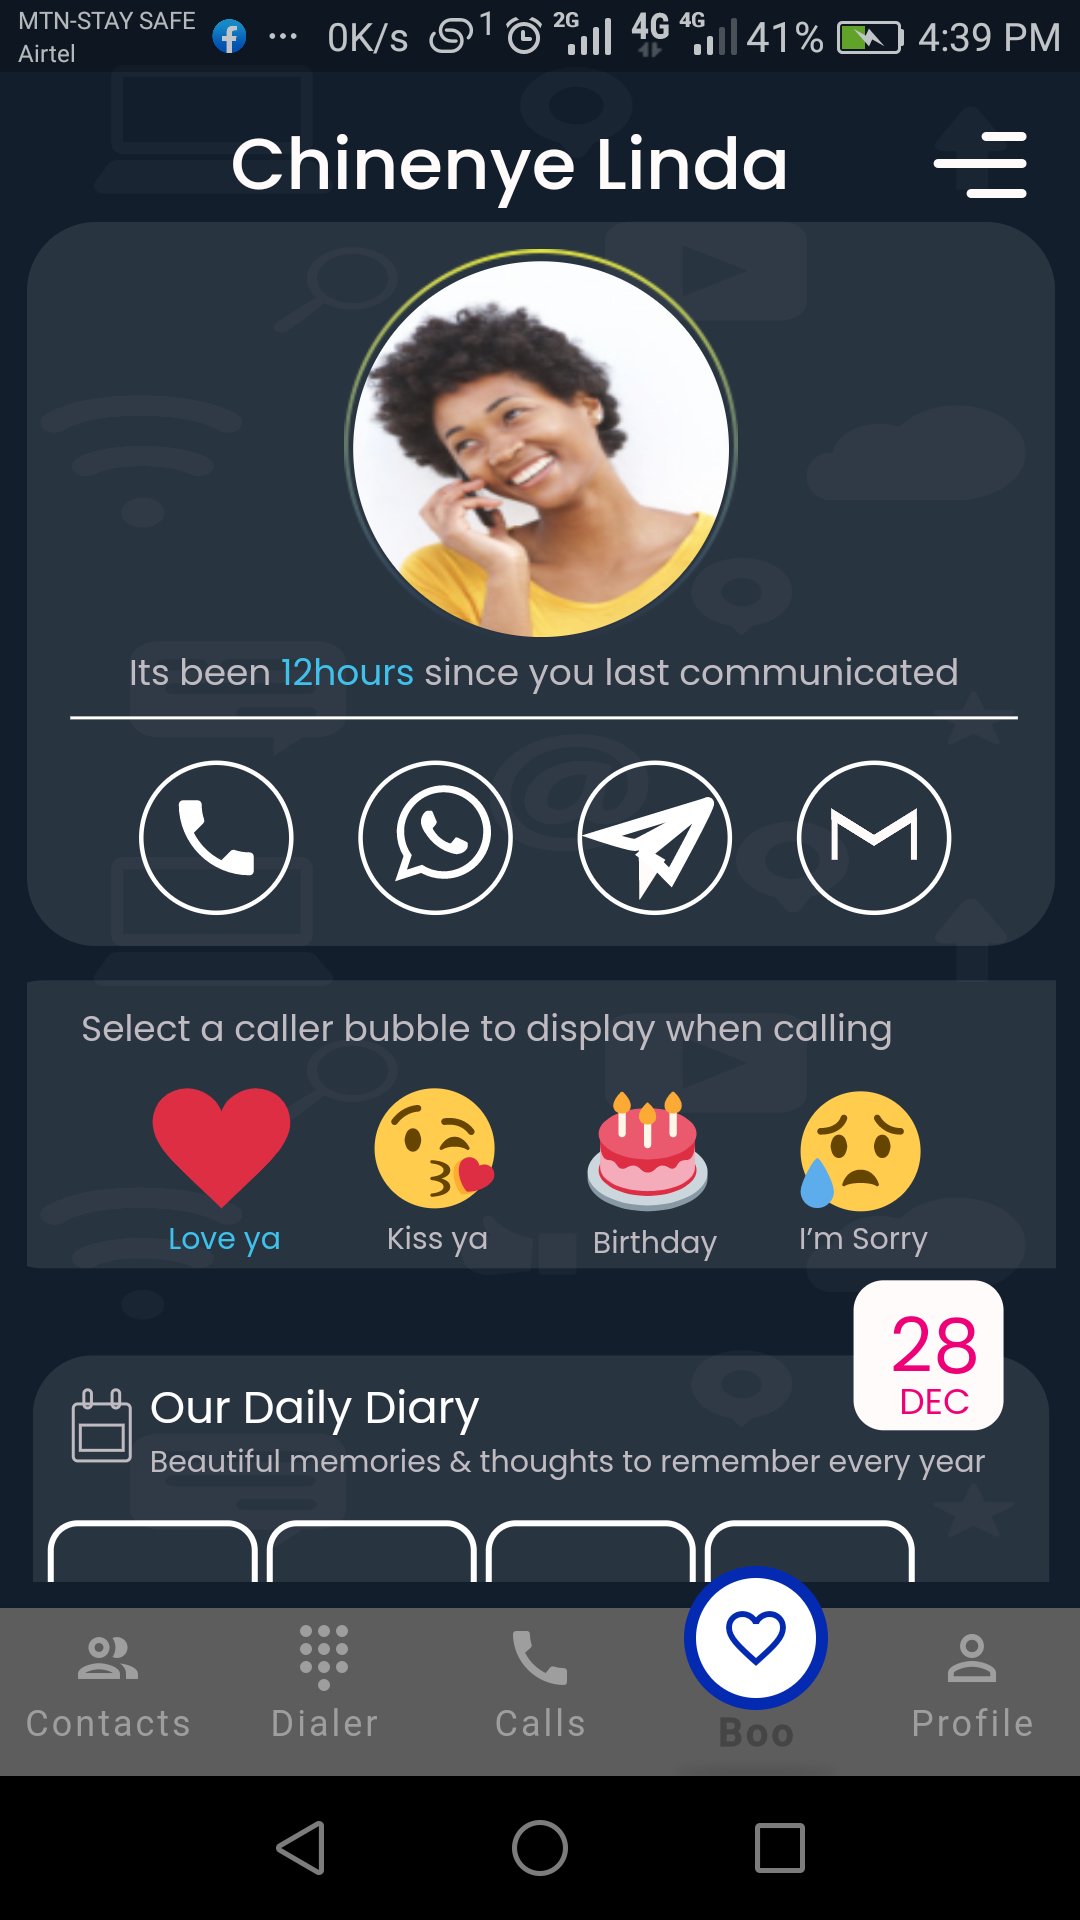 MTN-STAY SAFE
Airtel
0K/s 1 2G 4G 4G 41% 4:39 PM
Chinenye Linda
Its been 12hours since you last communicated
Select a caller bubble to display when calling
Love ya
Kiss ya
Birthday
I'm Sorry
28
DEC
Our Daily Diary
Beautiful memories & thoughts to remember every year
Contacts
Dialer
Calls
Boo
Profile